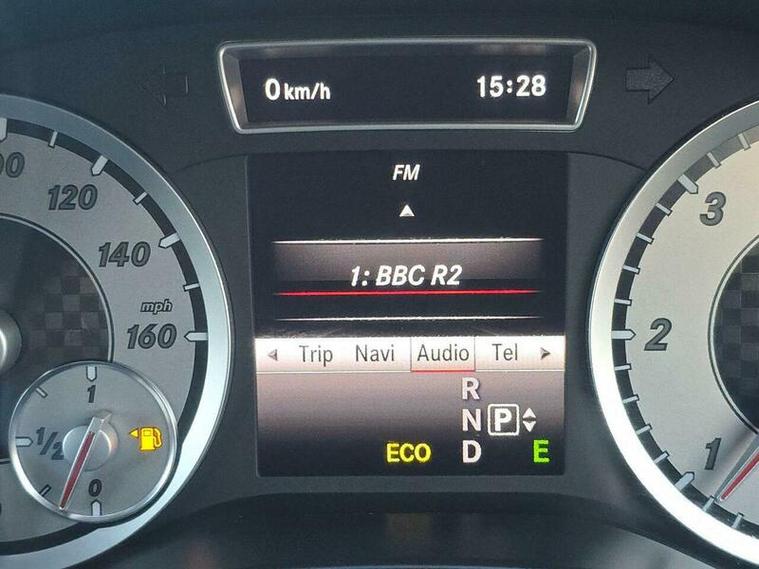 0 km/h 15:28
FM
1: BBC R2
Trip Navi Audio Tel
R
N P
ECO D E
120
140
mph
160
1
1/2
0
3
2
1